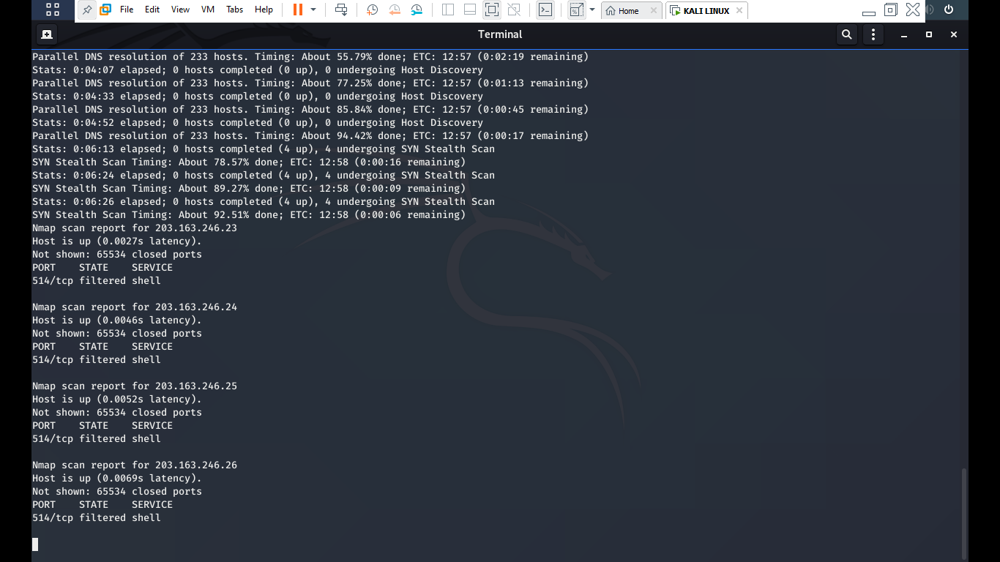 File Edit View VM Tabs Help Home KALI LINUX
Terminal
Parallel DNS resolution of 233 hosts. Timing: About 55.79% done; ETC: 12:57 (0:02:19 remaining)
Stats: 0:04:07 elapsed; 0 hosts completed (0 up), 0 undergoing Host Discovery
Parallel DNS resolution of 233 hosts. Timing: About 77.25% done; ETC: 12:57 (0:01:13 remaining)
Stats: 0:04:33 elapsed; 0 hosts completed (0 up), 0 undergoing Host Discovery
Parallel DNS resolution of 233 hosts. Timing: About 85.84% done; ETC: 12:57 (0:00:45 remaining)
Stats: 0:04:52 elapsed; 0 hosts completed (0 up), 0 undergoing Host Discovery
Parallel DNS resolution of 233 hosts. Timing: About 94.42% done; ETC: 12:57 (0:00:17 remaining)
Stats: 0:06:13 elapsed; 0 hosts completed (4 up), 4 undergoing SYN Stealth Scan
SYN Stealth Scan Timing: About 78.57% done; ETC: 12:58 (0:00:16 remaining)
Stats: 0:06:24 elapsed; 0 hosts completed (4 up), 4 undergoing SYN Stealth Scan
SYN Stealth Scan Timing: About 89.27% done; ETC: 12:58 (0:00:09 remaining)
Stats: 0:06:26 elapsed; 0 hosts completed (4 up), 4 undergoing SYN Stealth Scan
SYN Stealth Scan Timing: About 92.51% done; ETC: 12:58 (0:00:06 remaining)
Nmap scan report for 203.163.246.23
Host is up (0.0027s latency).
Not shown: 65534 closed ports
PORT    STATE    SERVICE
514/tcp filtered shell
Nmap scan report for 203.163.246.24
Host is up (0.0046s latency).
Not shown: 65534 closed ports
PORT    STATE    SERVICE
514/tcp filtered shell
Nmap scan report for 203.163.246.25
Host is up (0.0052s latency).
Not shown: 65534 closed ports
PORT    STATE    SERVICE
514/tcp filtered shell
Nmap scan report for 203.163.246.26
Host is up (0.0069s latency).
Not shown: 65534 closed ports
PORT    STATE    SERVICE
514/tcp filtered shell